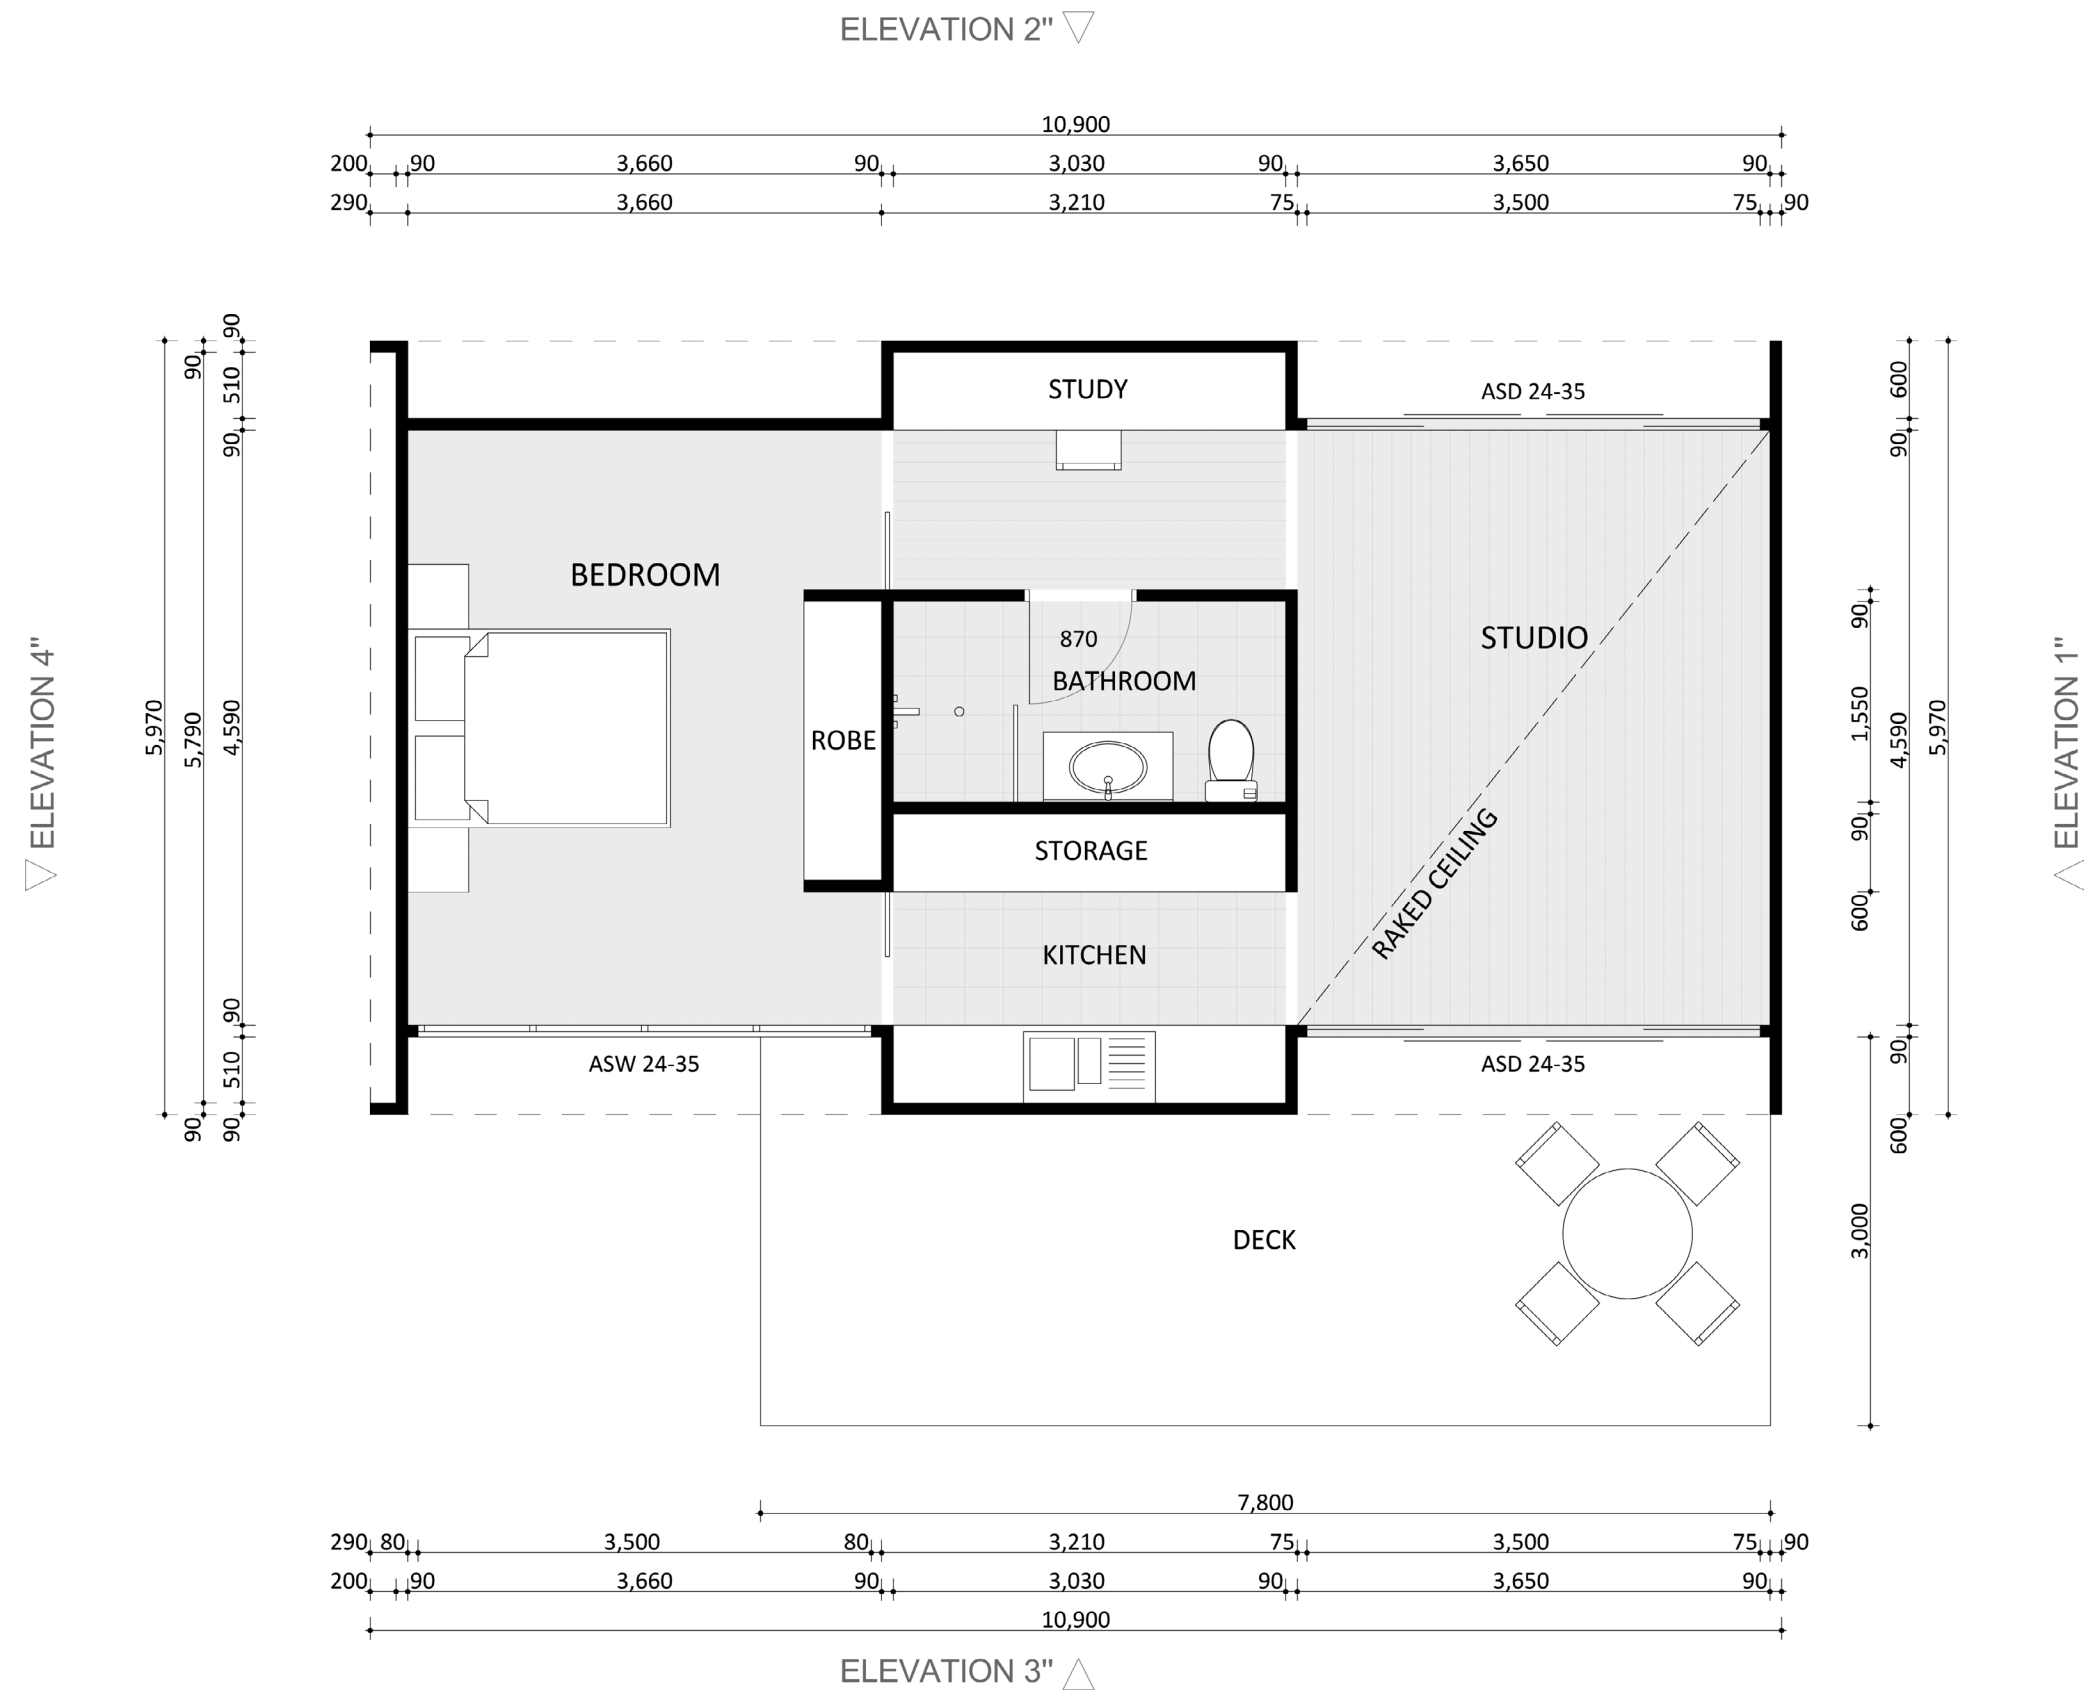 ELEVATION 2"
10,900
200 90 3,660 90 3,030 90 3,650 90
290 3,660 3,210 75 3,500 75 90
90
90
510
90
5,970
5,790
4,590
90
510
90
90
ELEVATION 4"
STUDY
ASD 24-35
BEDROOM
870
BATHROOM
STUDIO
ROBE
STORAGE
RAKED CEILING
KITCHEN
ASW 24-35
ASD 24-35
DECK
600
90
90
1,550
4,590
5,970
90
600
90
600
3,000
ELEVATION 1"
7,800
290 80 3,500 80 3,210 75 3,500 75 90
200 90 3,660 90 3,030 90 3,650 90
10,900
ELEVATION 3"